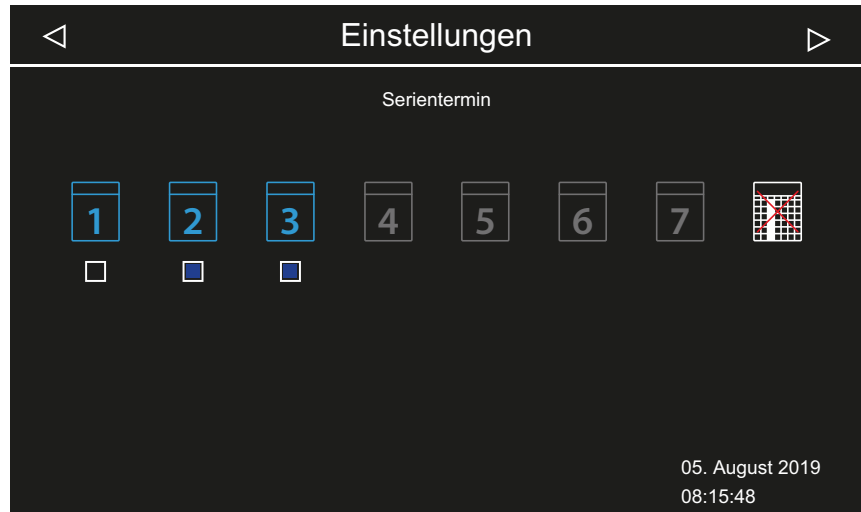 Einstellungen
Serientermin
1 2 3 4 5 6 7
05. August 2019
08:15:48